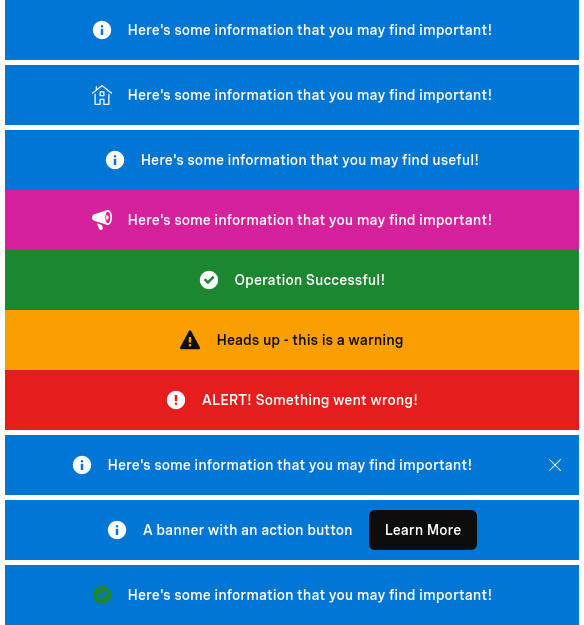 Here's some information that you may find important!
Here's some information that you may find important!
Here's some information that you may find useful!
Here's some information that you may find important!
Operation Successful!
Heads up - this is a warning
ALERT! Something went wrong!
Here's some information that you may find important!
A banner with an action button Learn More
Here's some information that you may find important!